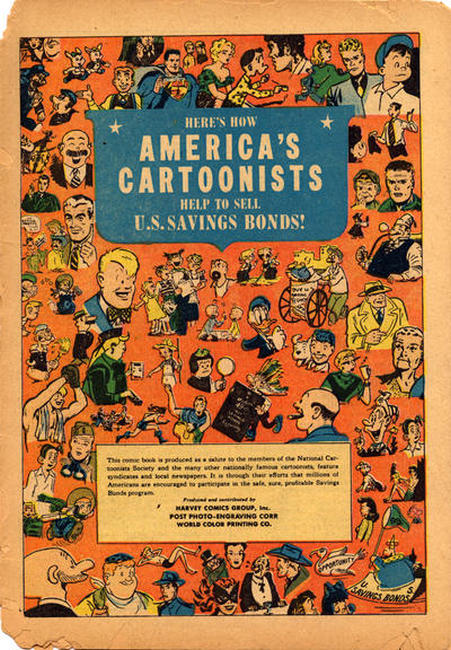 HERE'S HOW
AMERICA'S
CARTOONISTS
HELP TO SELL
U.S. SAVINGS BONDS!
This comic book is produced as a salute to the members of the National Car-
toonists Society and the many other nationally famous cartoonists, feature
syndicates and local newspapers. It is through their efforts that millions of
Americans are encouraged to participate in the safe, sure, profitable Savings
Bonds program.
Produced and contributed by
HARVEY COMICS GROUP, Inc.
POST PHOTO-ENGRAVING CORP.
WORLD COLOR PRINTING CO.
OPPORTUNITY
U.S.
SAVINGS BONDS